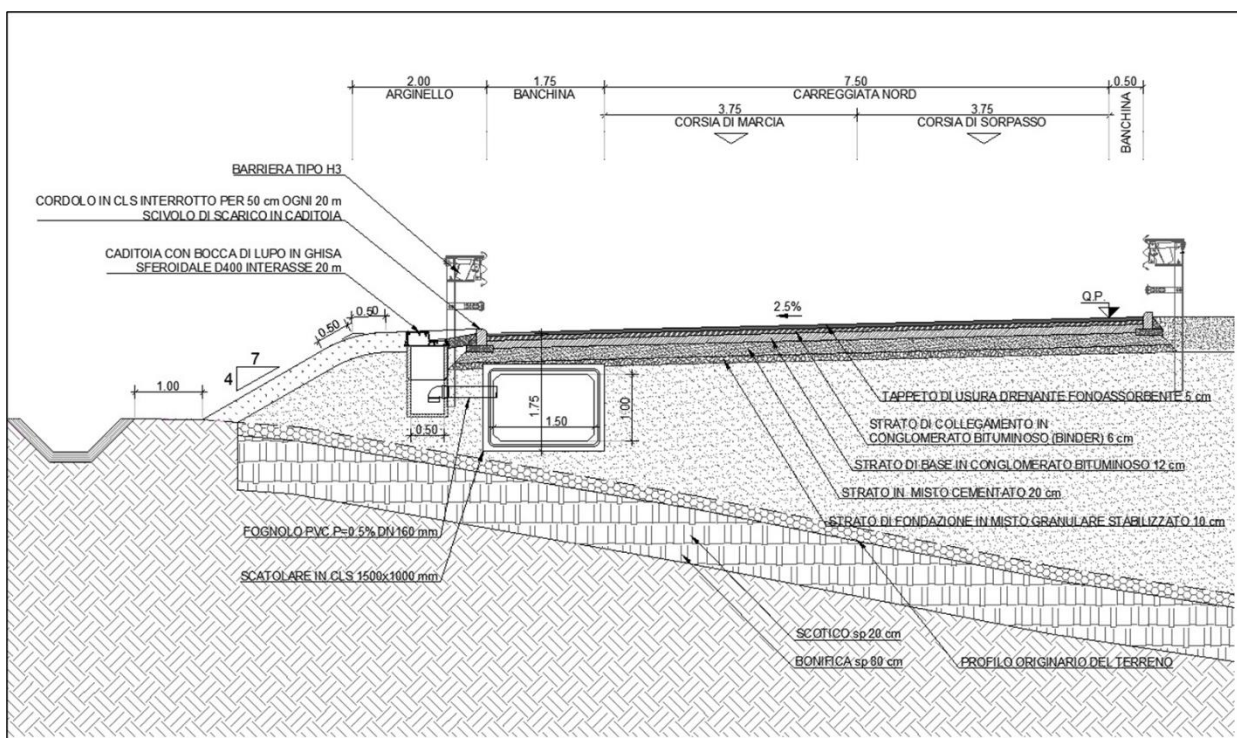 2.00
ARGINELLO
1.75
BANCHINA
7.50
CARREGGIATA NORD
0.50
BANCHINA
3.75
CORSIA DI MARCIA
3.75
CORSIA DI SORPASSO
BARRIERA TIPO H3
CORDOLO IN CLS INTERROTTO PER 50 cm OGNI 20 m
SCIVOLO DI SCARICO IN CADITOIA
CADITOIA CON BOCCA DI LUPO IN GHISA
SFEROIDALE D400 INTERASSE 20 m
2.5%
Q.P.
0.50
0.50
7
4
1.00
0.50
1.75
1.50
1.00
TAPPETO DI USURA DRENANTE FONOASSORBENTE 5 cm
STRATO DI COLLEGAMENTO IN
CONGLOMERATO BITUMINOSO (BINDER) 6 cm
STRATO DI BASE IN CONGLOMERATO BITUMINOSO 12 cm
STRATO IN MISTO CEMENTATO 20 cm
STRATO DI FONDAZIONE IN MISTO GRANULARE STABILIZZATO 10 cm
FOGNOLO PVC P=0.5% DN 160 mm
SCATOLARE IN CLS 1500x1000 mm
SCOTICO sp 20 cm
BONIFICA sp 80 cm
PROFILO ORIGINARIO DEL TERRENO